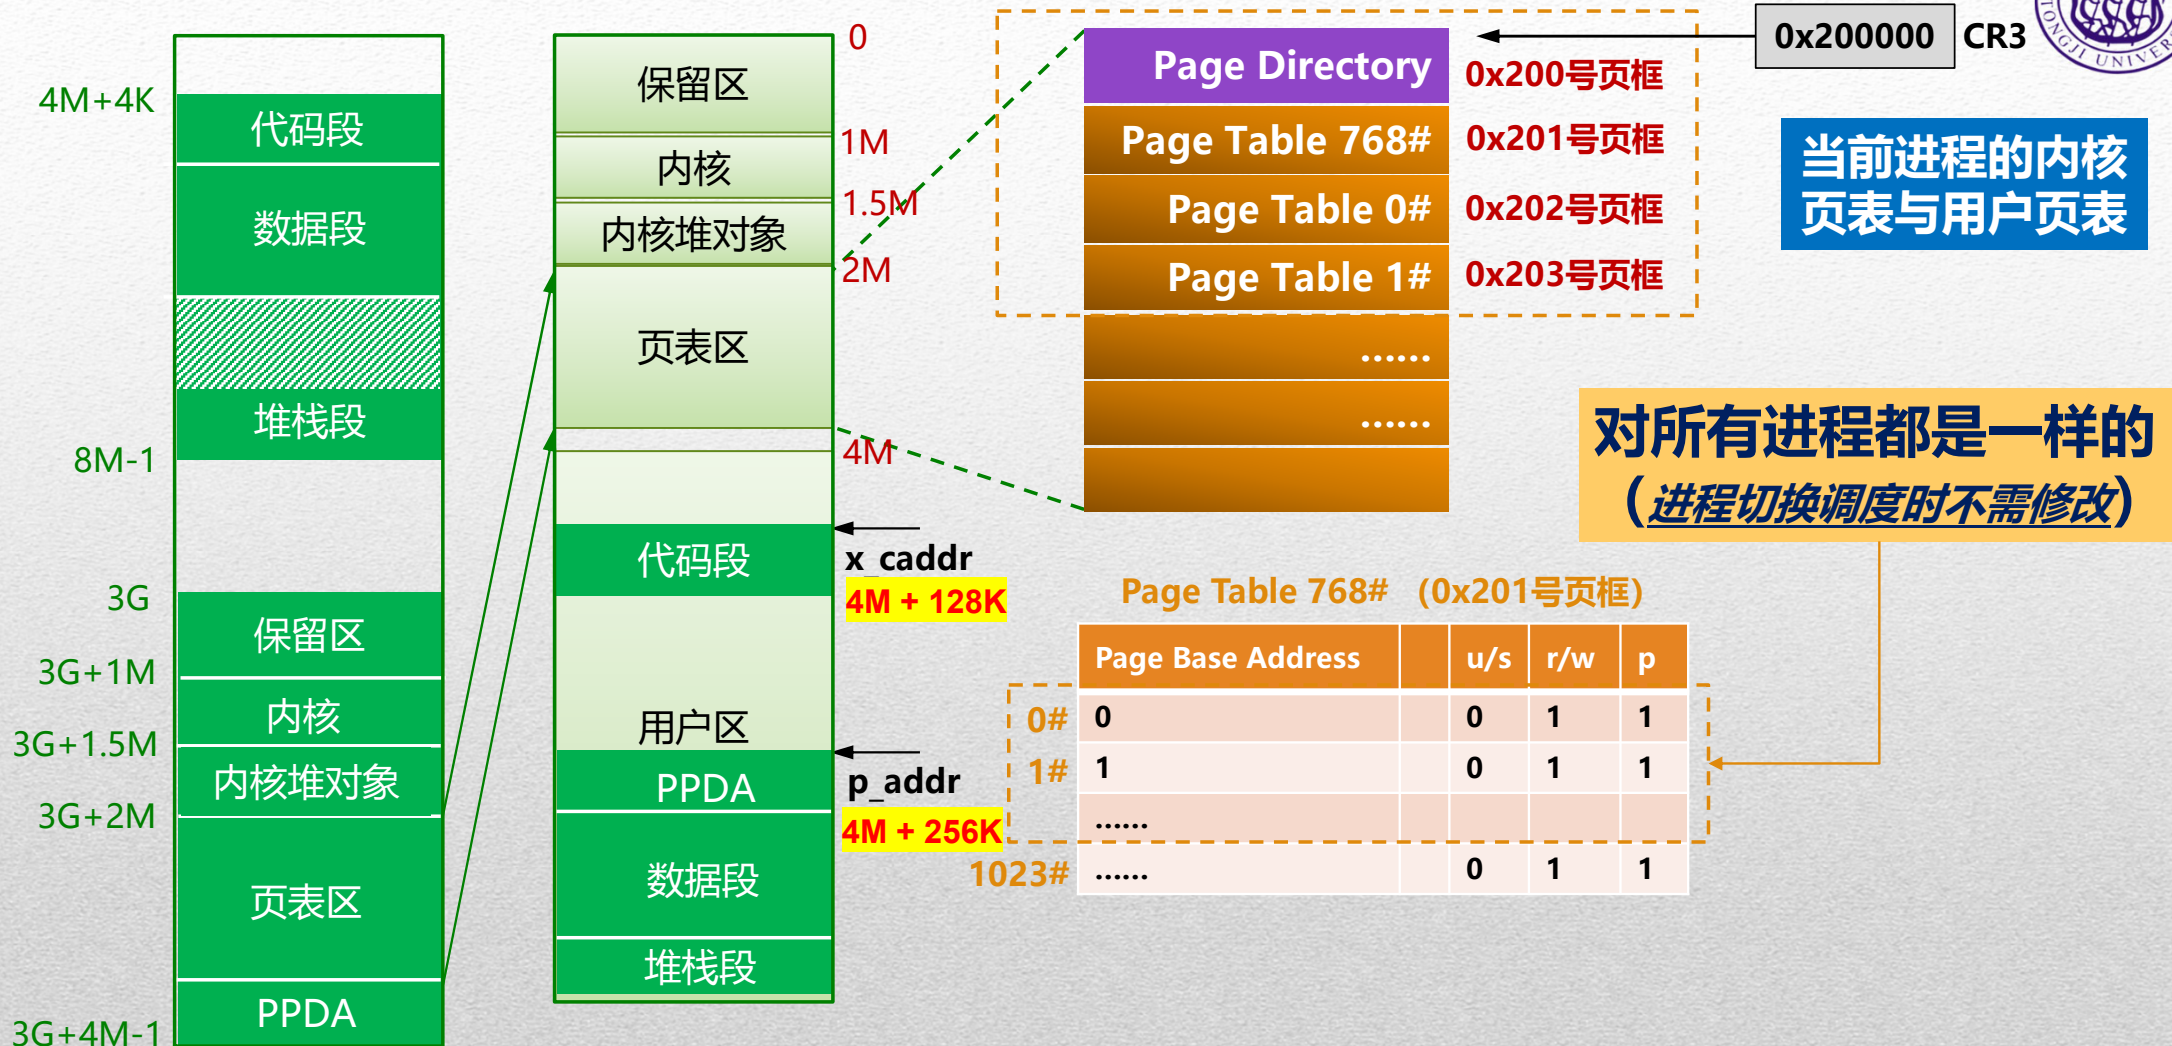 4M+4K
代码段
数据段
堆栈段
8M-1
3G
保留区
3G+1M
内核
3G+1.5M
内核堆对象
3G+2M
页表区
PPDA
3G+4M-1
0
保留区
1M
内核
1.5M
内核堆对象
2M
页表区
4M
代码段
x_caddr
4M + 128K
用户区
PPDA
p_addr
4M + 256K
数据段
堆栈段
Page Directory
0x200号页框
Page Table 768#
0x201号页框
Page Table 0#
0x202号页框
Page Table 1#
0x203号页框
......
......
0x200000
CR3
当前进程的内核
页表与用户页表
对所有进程都是一样的
（进程切换调度时不需修改）
Page Table 768# （0x201号页框）
Page Base Address u/s r/w p
0# 0 0 1 1
1# 1 0 1 1
......
1023# ...... 0 1 1